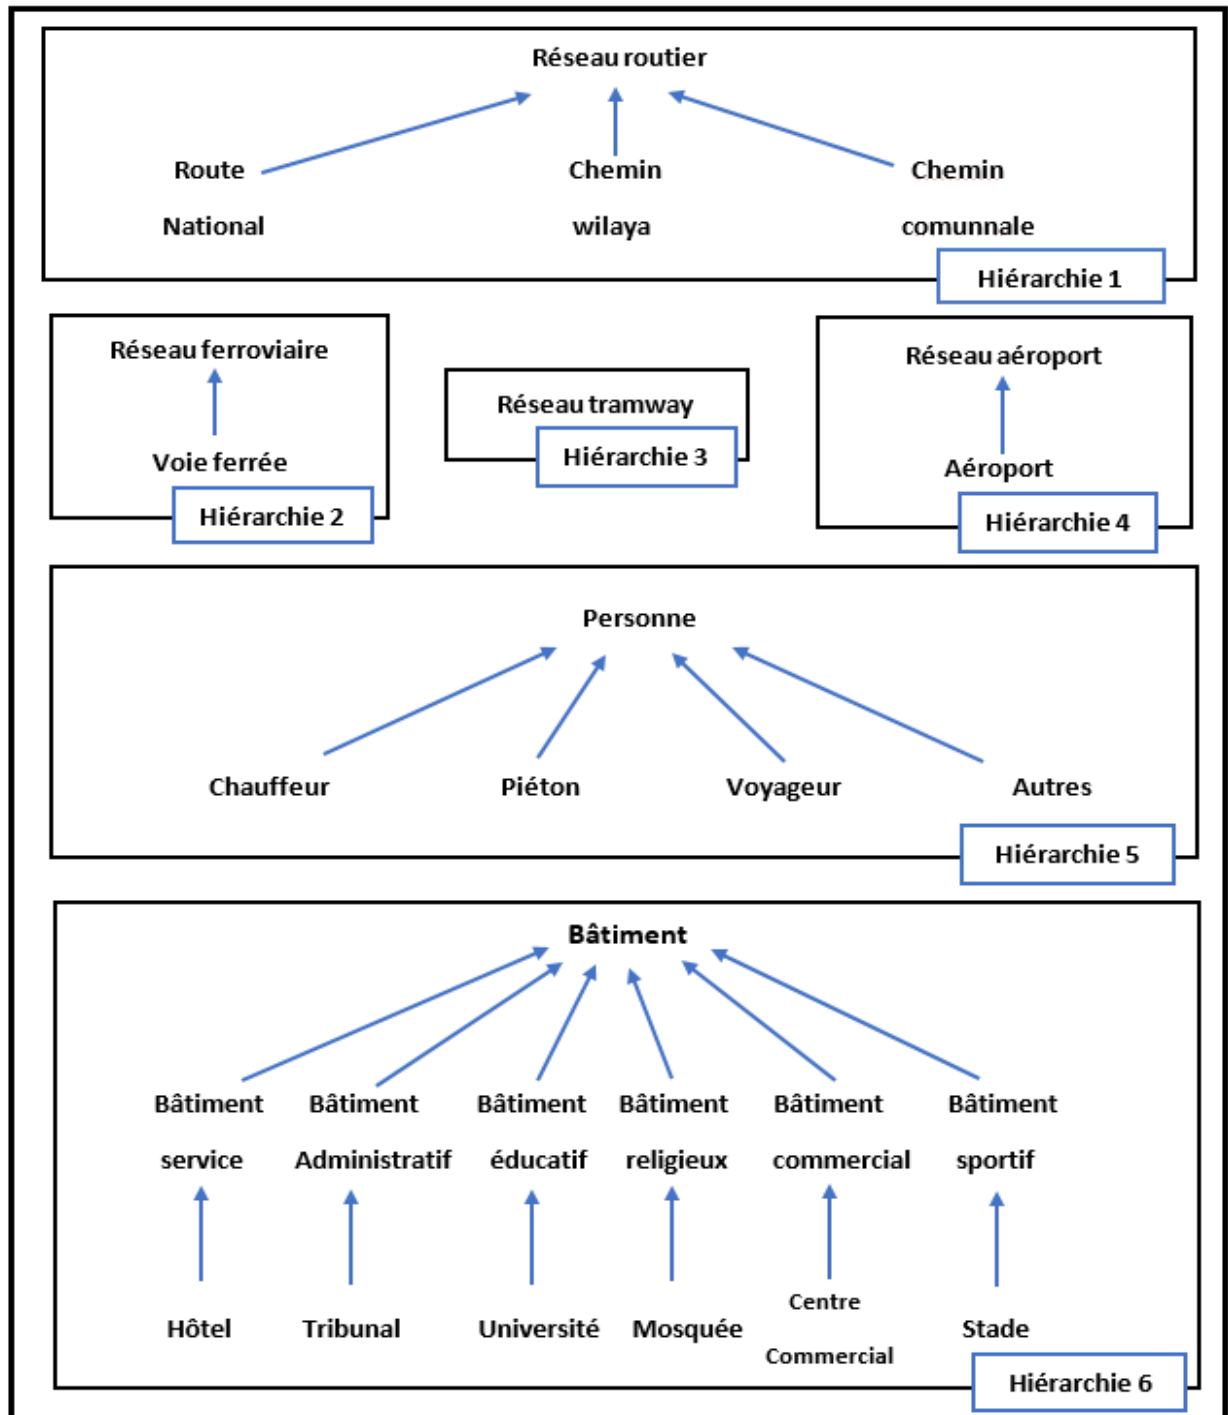 Réseau routier
Route Chemin Chemin
National wilaya comunnale
Hiérarchie 1
Réseau ferroviaire
Voie ferrée
Hiérarchie 2
Réseau tramway
Hiérarchie 3
Réseau aéroport
Aéroport
Hiérarchie 4
Personne
Chauffeur Piéton Voyageur Autres
Hiérarchie 5
Bâtiment
Bâtiment Bâtiment Bâtiment Bâtiment Bâtiment Bâtiment
service Administratif éducatif religieux commercial sportif
Hôtel Tribunal Université Mosquée Centre Stade
Commercial
Hiérarchie 6